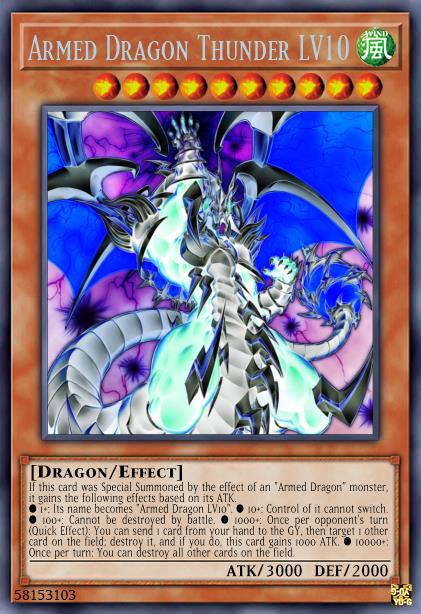 ARMED DRAGON THUNDER LV10
WIND
風
[DRAGON/EFFECT]
If this card was Special Summoned by the effect of an "Armed Dragon" monster,
it gains the following effects based on its ATK.
● 1+: Its name becomes "Armed Dragon LV10". ● 10+: Control of it cannot switch.
● 100+: Cannot be destroyed by battle. ● 1000+: Once per opponent's turn
(Quick Effect): You can send 1 card from your hand to the GY, then target 1 other
card on the field; destroy it, and if you do, this card gains 1000 ATK. ● 10000+:
Once per turn: You can destroy all other cards on the field.
ATK/3000 DEF/2000
58153103